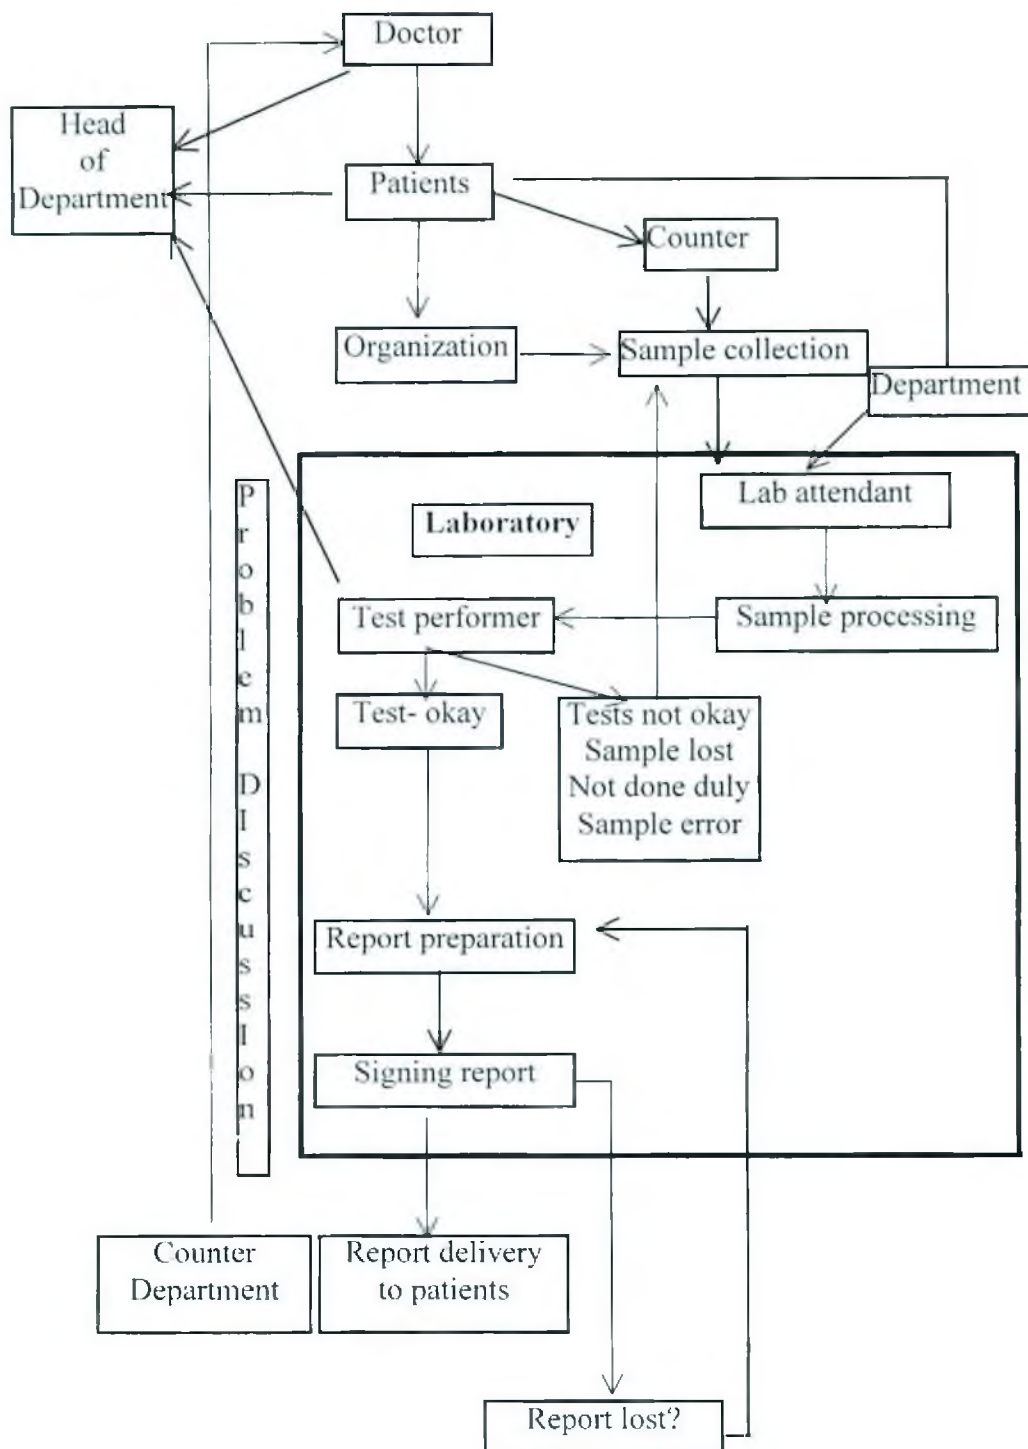 Doctor
Head
of
Department
Patients
Counter
Organization
Sample collection
Department
Problem DIscussIon
Laboratory
Lab attendant
Test performer
Sample processing
Test- okay
Tests not okay
Sample lost
Not done duly
Sample error
Report preparation
Signing report
Counter
Department
Report delivery
to patients
Report lost?